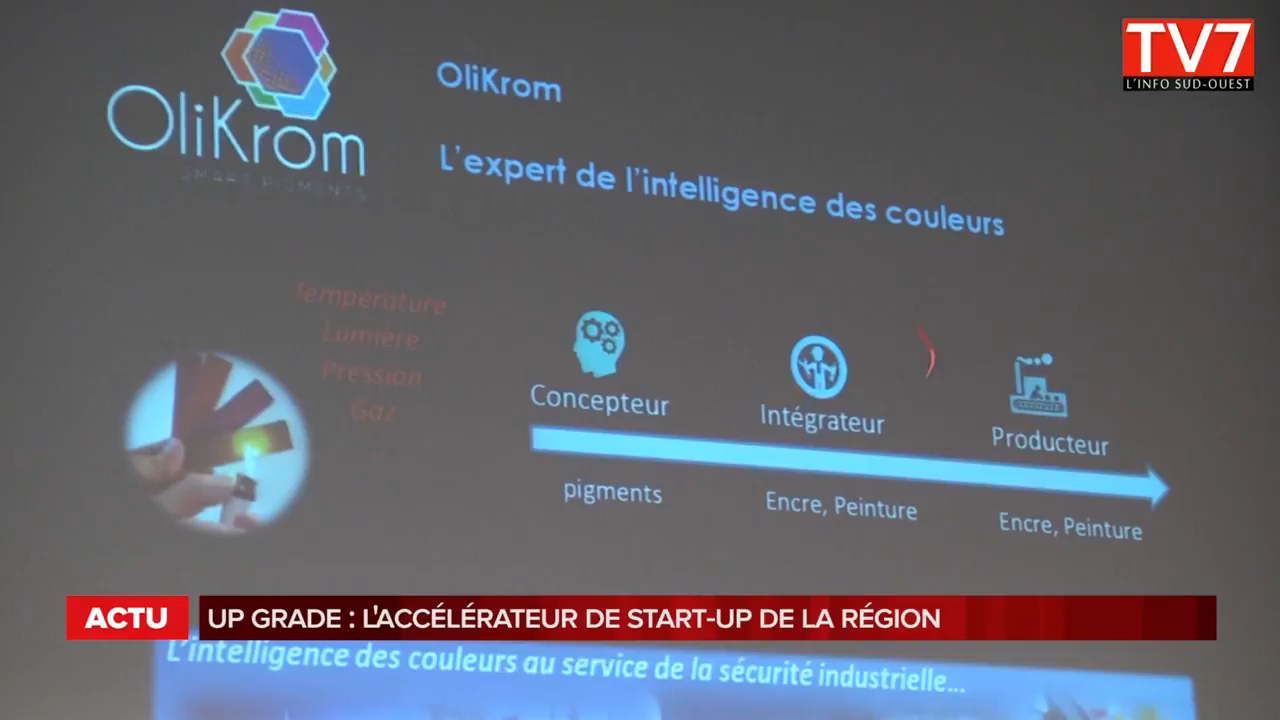 TV7
L'INFO SUD-OUEST
OliKrom
SMART PIGMENTS
OliKrom
L'expert de l'intelligence des couleurs
Température
Lumière
Pression
Gaz
...
Concepteur
Intégrateur
Producteur
pigments
Encre, Peinture
Encre, Peinture
ACTU
UP GRADE : L'ACCÉLÉRATEUR DE START-UP DE LA RÉGION
L'intelligence des couleurs au service de la sécurité industrielle...